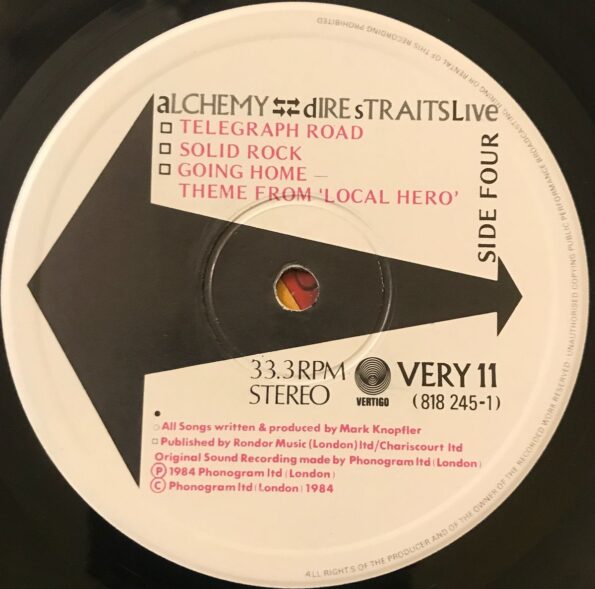 aLCHEMY ⇆ dIRE sTRAITSLive
TELEGRAPH ROAD
SOLID ROCK
GOING HOME –
THEME FROM 'LOCAL HERO'
SIDE FOUR
33.3 RPM
STEREO
VERTIGO
VERY 11
(818 245-1)
All Songs written & produced by Mark Knopfler
Published by Rondor Music (London) ltd/Chariscourt ltd
Original Sound Recording made by Phonogram ltd (London)
Ⓟ 1984 Phonogram ltd (London)
Ⓒ Phonogram ltd (London) 1984
ALL RIGHTS OF THE PRODUCER AND OF THE OWNER OF THE RECORDED WORK RESERVED · UNAUTHORISED COPYING PUBLIC PERFORMANCE BROADCASTING HIRING OR RENTAL OF THIS RECORDING PROHIBITED